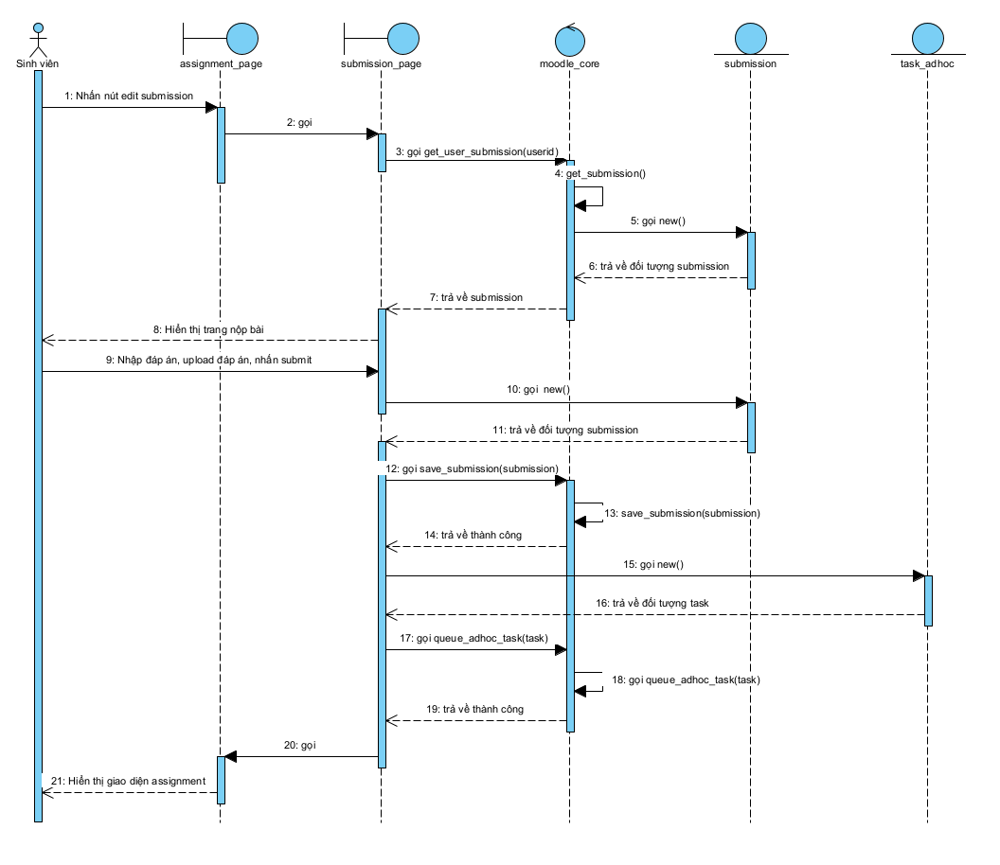 Sinh viên
assignment_page
submission_page
moodle_core
submission
task_adhoc
1: Nhấn nút edit submission
2: gọi
3: gọi get_user_submission(userid)
4: get_submission()
5: gọi new()
6: trả về đối tượng submission
7: trả về submission
8: Hiển thị trang nộp bài
9: Nhập đáp án, upload đáp án, nhấn submit
10: gọi  new()
11: trả về đối tượng submission
12: gọi save_submission(submission)
13: save_submission(submission)
14: trả về thành công
15: gọi new()
16: trả về đối tượng task
17: gọi queue_adhoc_task(task)
18: gọi queue_adhoc_task(task)
19: trả về thành công
20: gọi
21: Hiển thị giao diện assignment